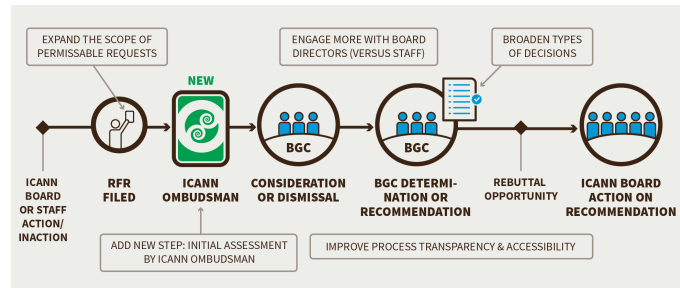 EXPAND THE SCOPE OF
PERMISSABLE REQUESTS
ENGAGE MORE WITH BOARD
DIRECTORS (VERSUS STAFF)
BROADEN TYPES
OF DECISIONS
NEW
BGC
BGC
ICANN
BOARD
OR STAFF
ACTION/
INACTION
RFR
FILED
ICANN
OMBUDSMAN
CONSIDERATION
OR DISMISSAL
BGC DETERMI-
NATION OR
RECOMMENDATION
REBUTTAL
OPPORTUNITY
ICANN BOARD
ACTION ON
RECOMMENDATION
ADD NEW STEP: INITIAL ASSESSMENT
BY ICANN OMBUDSMAN
IMPROVE PROCESS TRANSPARENCY & ACCESSIBILITY